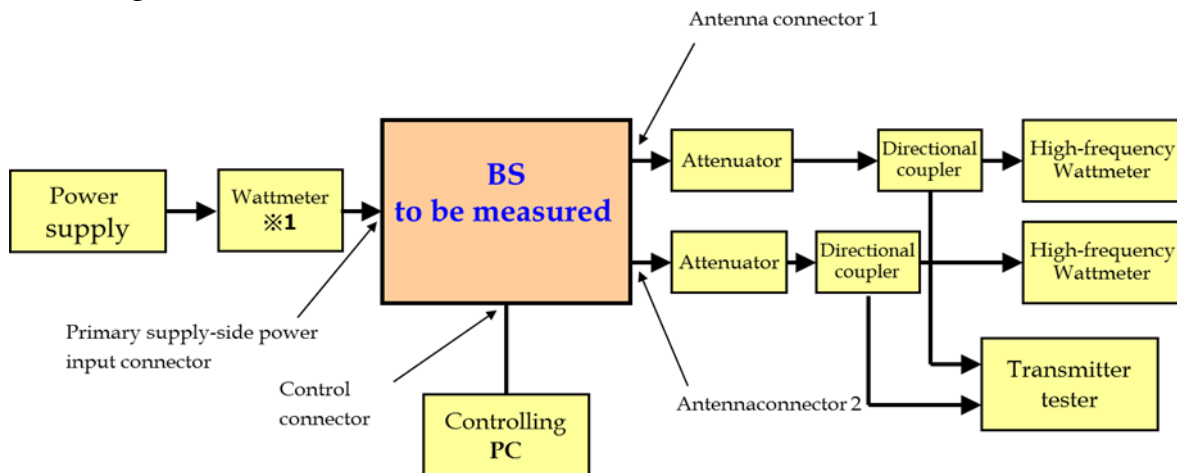 Antenna connector 1
Power
supply
Wattmeter
※1
BS
to be measured
Attenuator
Directional
coupler
High-frequency
Wattmeter
Attenuator
Directional
coupler
High-frequency
Wattmeter
Primary supply-side power
input connector
Control
connector
Antennaconnector 2
Transmitter
tester
Controlling
PC